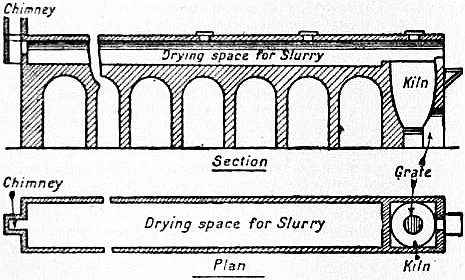 Chimney
Drying space for Slurry
Kiln
Section
Grate
Chimney
Drying space for Slurry
Plan
Kiln